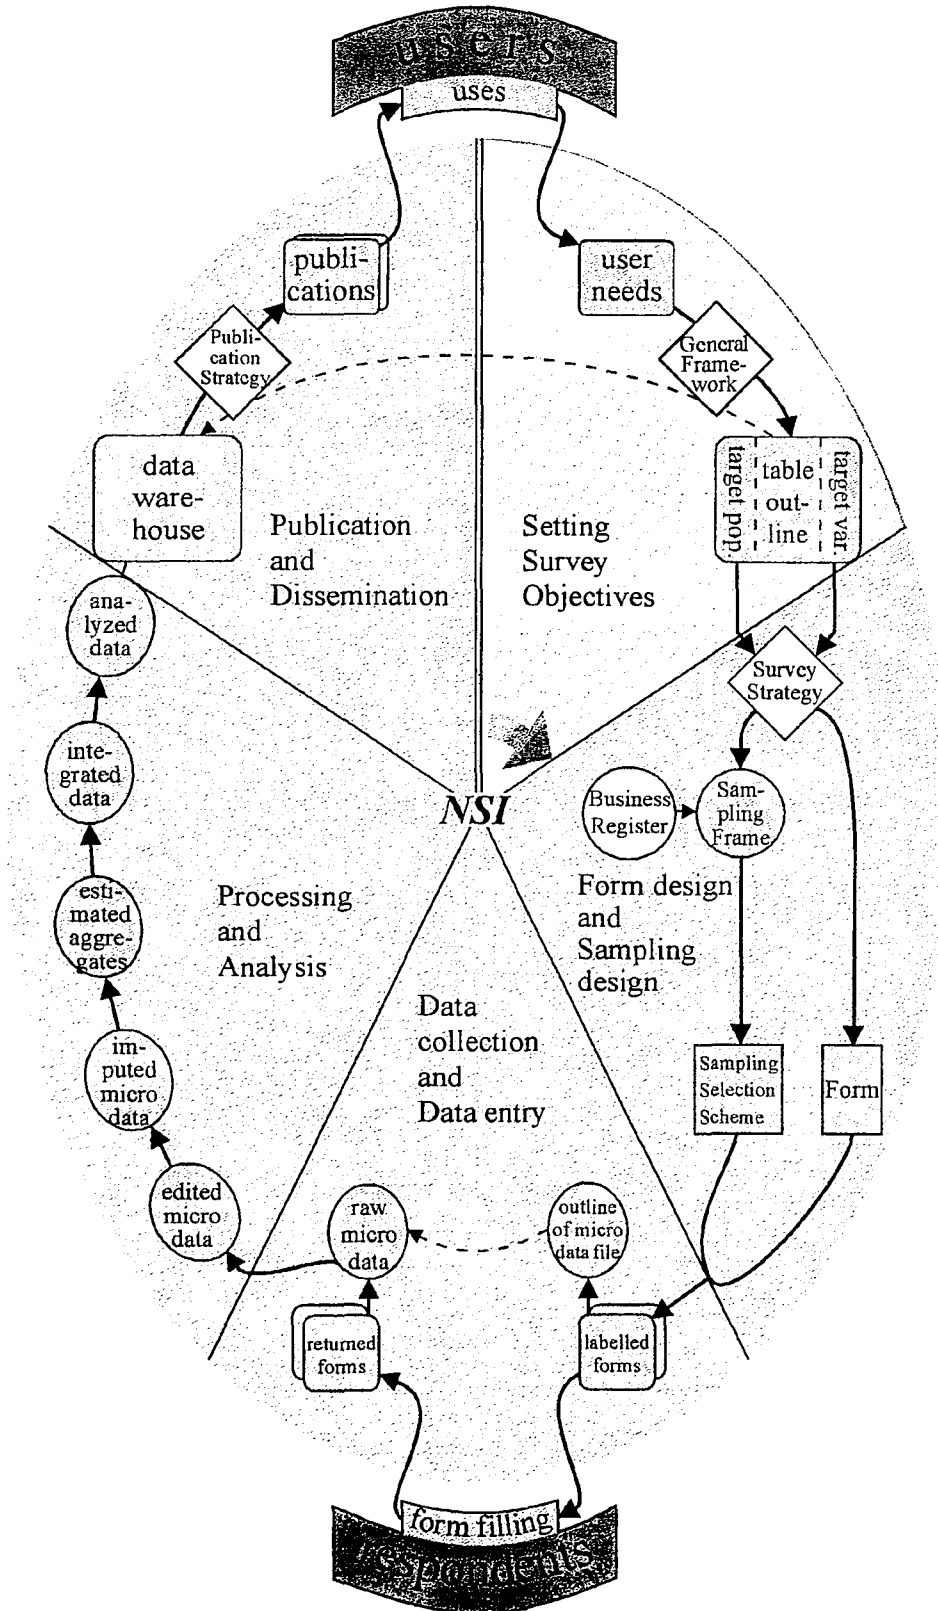 users
uses
publi-
cations
user
needs
Publi-
cation
Strategy
General
Frame-
work
data
ware-
house
target pop.
table
out-
line
target var.
Publication
and
Dissemination
Setting
Survey
Objectives
ana-
lyzed
data
Survey
Strategy
inte-
grated
data
NSI
Business
Register
Sam-
pling
Frame
esti-
mated
aggre-
gates
Processing
and
Analysis
Form design
and
Sampling
design
Data
collection
and
Data entry
im-
puted
micro
data
Sampling
Selection
Scheme
Form
edited
micro
data
raw
micro
data
outline
of micro
data file
returned
forms
labelled
forms
form filling
respondents